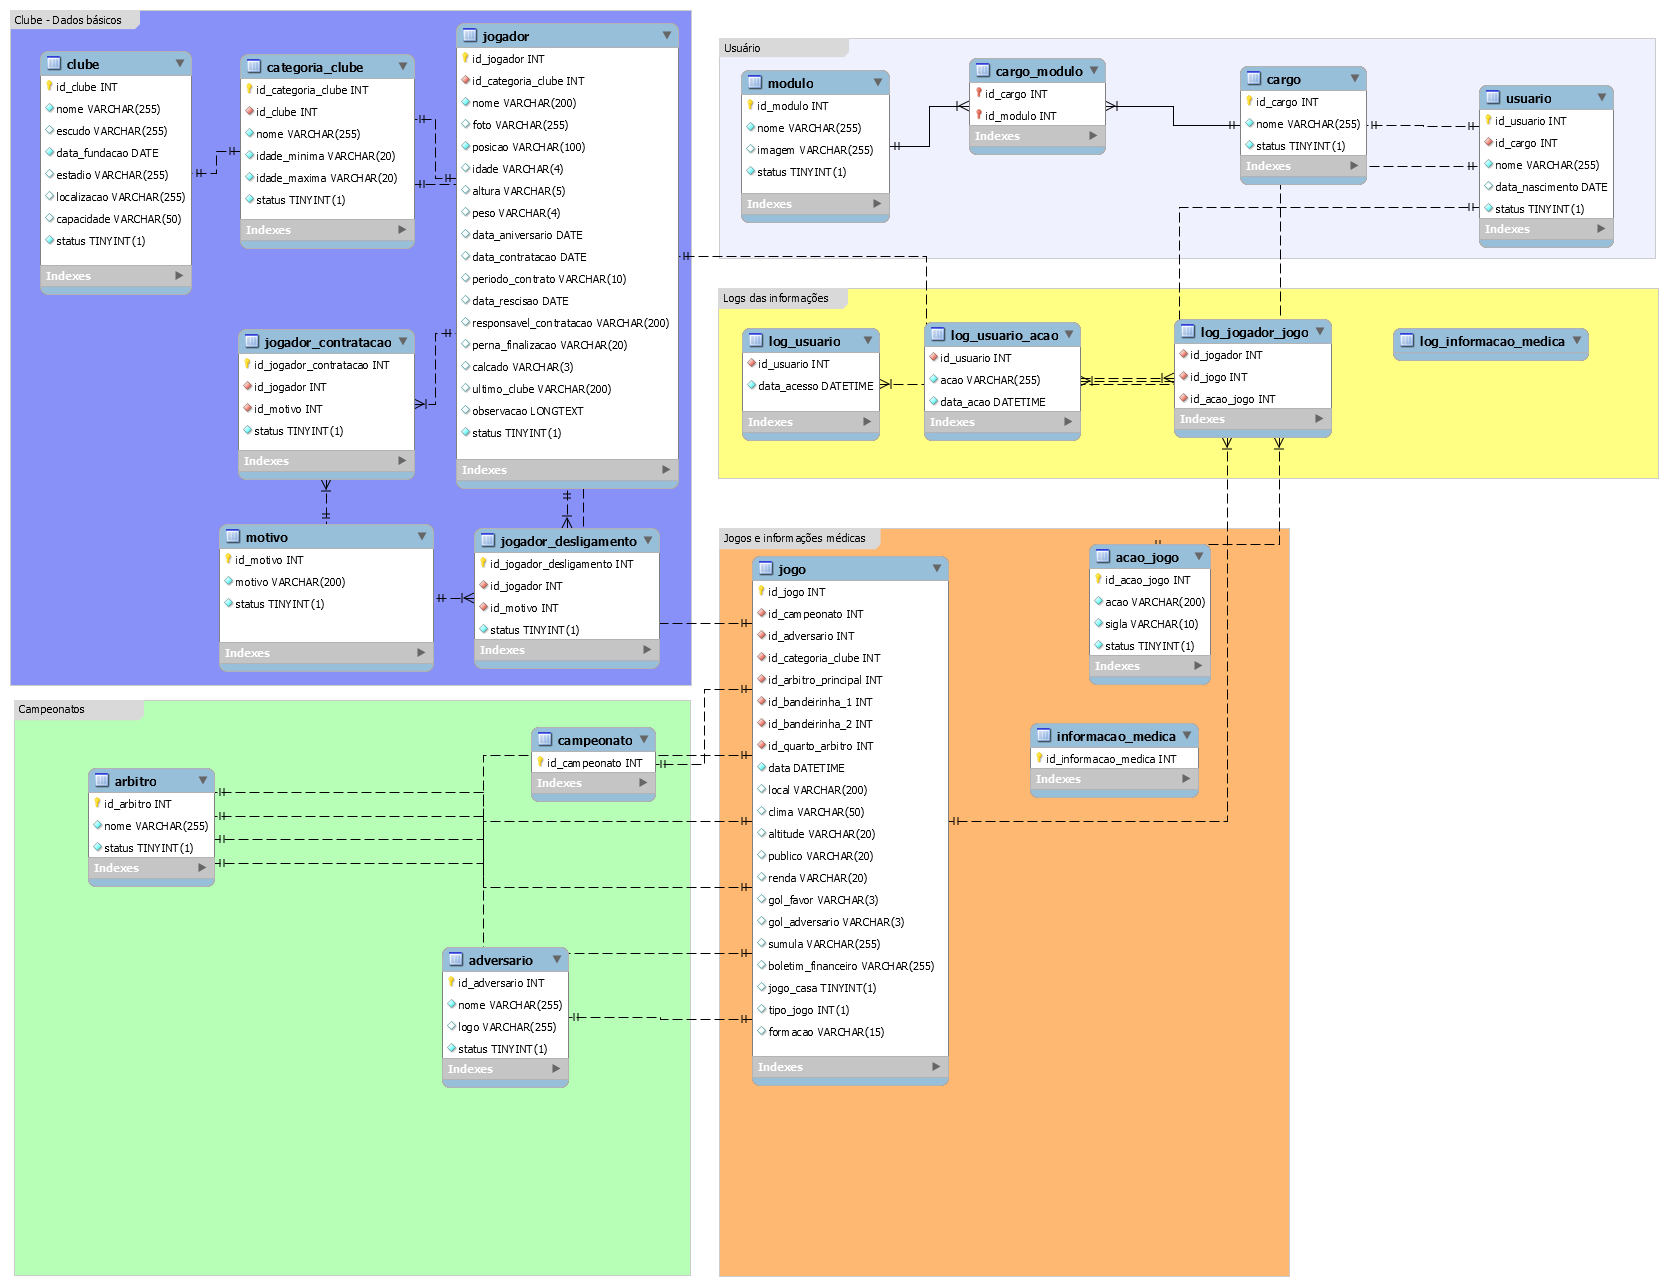 Clube - Dados básicos
clube
id_clube INT
nome VARCHAR(255)
escudo VARCHAR(255)
data_fundacao DATE
estadio VARCHAR(255)
localizacao VARCHAR(255)
capacidade VARCHAR(50)
status TINYINT(1)
Indexes
categoria_clube
id_categoria_clube INT
id_clube INT
nome VARCHAR(255)
idade_minima VARCHAR(20)
idade_maxima VARCHAR(20)
status TINYINT(1)
Indexes
jogador
id_jogador INT
id_categoria_clube INT
nome VARCHAR(200)
foto VARCHAR(255)
posicao VARCHAR(100)
idade VARCHAR(4)
altura VARCHAR(5)
peso VARCHAR(4)
data_aniversario DATE
data_contratacao DATE
periodo_contrato VARCHAR(10)
data_rescisao DATE
responsavel_contratacao VARCHAR(200)
perna_finalizacao VARCHAR(20)
calcado VARCHAR(3)
ultimo_clube VARCHAR(200)
observacao LONGTEXT
status TINYINT(1)
Indexes
jogador_contratacao
id_jogador_contratacao INT
id_jogador INT
id_motivo INT
status TINYINT(1)
Indexes
motivo
id_motivo INT
motivo VARCHAR(200)
status TINYINT(1)
Indexes
jogador_desligamento
id_jogador_desligamento INT
id_jogador INT
id_motivo INT
status TINYINT(1)
Indexes
Usuário
modulo
id_modulo INT
nome VARCHAR(255)
imagem VARCHAR(255)
status TINYINT(1)
Indexes
cargo_modulo
id_cargo INT
id_modulo INT
Indexes
cargo
id_cargo INT
nome VARCHAR(255)
status TINYINT(1)
Indexes
usuario
id_usuario INT
id_cargo INT
nome VARCHAR(255)
data_nascimento DATE
status TINYINT(1)
Indexes
Logs das informações
log_usuario
id_usuario INT
data_acesso DATETIME
Indexes
log_usuario_acao
id_usuario INT
acao VARCHAR(255)
data_acao DATETIME
Indexes
log_jogador_jogo
id_jogador INT
id_jogo INT
id_acao_jogo INT
Indexes
log_informacao_medica
Jogos e informações médicas
jogo
id_jogo INT
id_campeonato INT
id_adversario INT
id_categoria_clube INT
id_arbitro_principal INT
id_bandeirinha_1 INT
id_bandeirinha_2 INT
id_quarto_arbitro INT
data DATETIME
local VARCHAR(200)
clima VARCHAR(50)
altitude VARCHAR(20)
publico VARCHAR(20)
renda VARCHAR(20)
gol_favor VARCHAR(3)
gol_adversario VARCHAR(3)
sumula VARCHAR(255)
boletim_financeiro VARCHAR(255)
jogo_casa TINYINT(1)
tipo_jogo INT(1)
formacao VARCHAR(15)
Indexes
acao_jogo
id_acao_jogo INT
acao VARCHAR(200)
sigla VARCHAR(10)
status TINYINT(1)
Indexes
informacao_medica
id_informacao_medica INT
Indexes
Campeonatos
campeonato
id_campeonato INT
Indexes
arbitro
id_arbitro INT
nome VARCHAR(255)
status TINYINT(1)
Indexes
adversario
id_adversario INT
nome VARCHAR(255)
logo VARCHAR(255)
status TINYINT(1)
Indexes